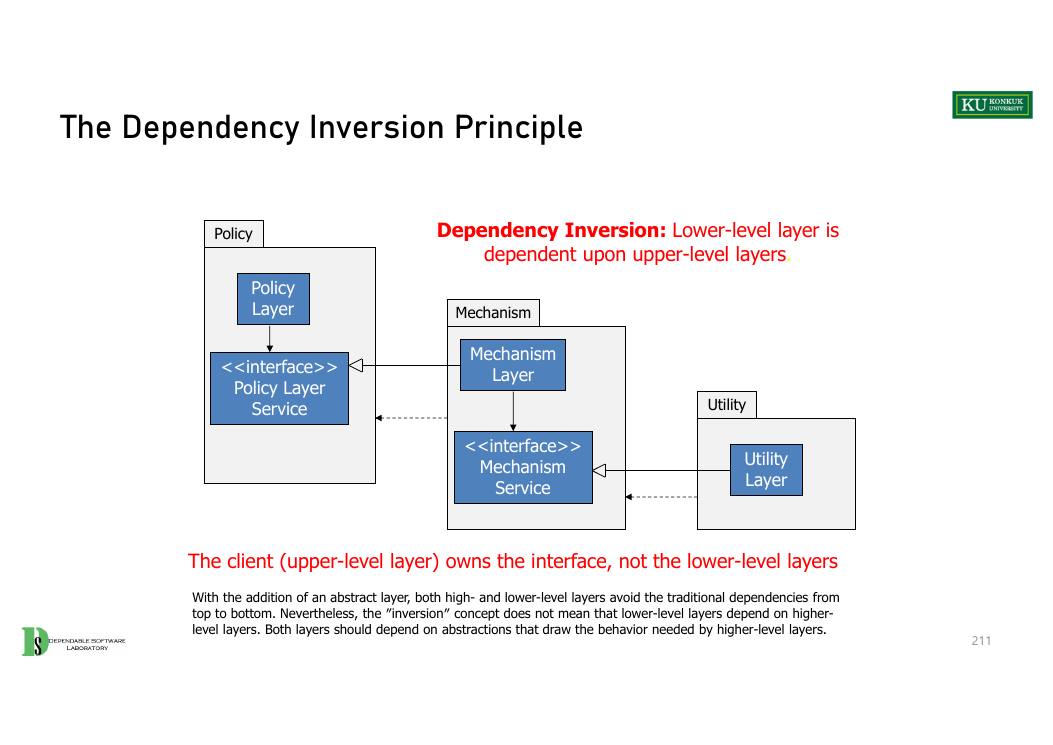 KU KONKUK
UNIVERSITY
The Dependency Inversion Principle
Policy
Dependency Inversion: Lower-level layer is
dependent upon upper-level layers.
Policy
Layer
Mechanism
<<interface>>
Policy Layer
Service
Mechanism
Layer
Utility
<<interface>>
Mechanism
Service
Utility
Layer
The client (upper-level layer) owns the interface, not the lower-level layers
With the addition of an abstract layer, both high- and lower-level layers avoid the traditional dependencies from
top to bottom. Nevertheless, the ”inversion” concept does not mean that lower-level layers depend on higher-
level layers. Both layers should depend on abstractions that draw the behavior needed by higher-level layers.
DS DEPENDABLE SOFTWARE
LABORATORY
211